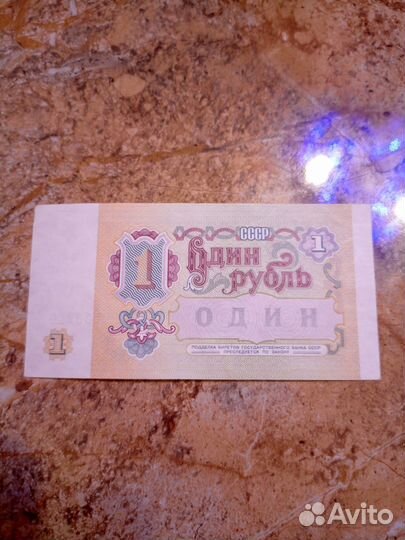 СССР
1
1
Один
рубль
ОДИН
1
ПОДДЕЛКА БИЛЕТОВ ГОСУДАРСТВЕННОГО БАНКА СССР
ПРЕСЛЕДУЕТСЯ ПО ЗАКОНУ
Avito